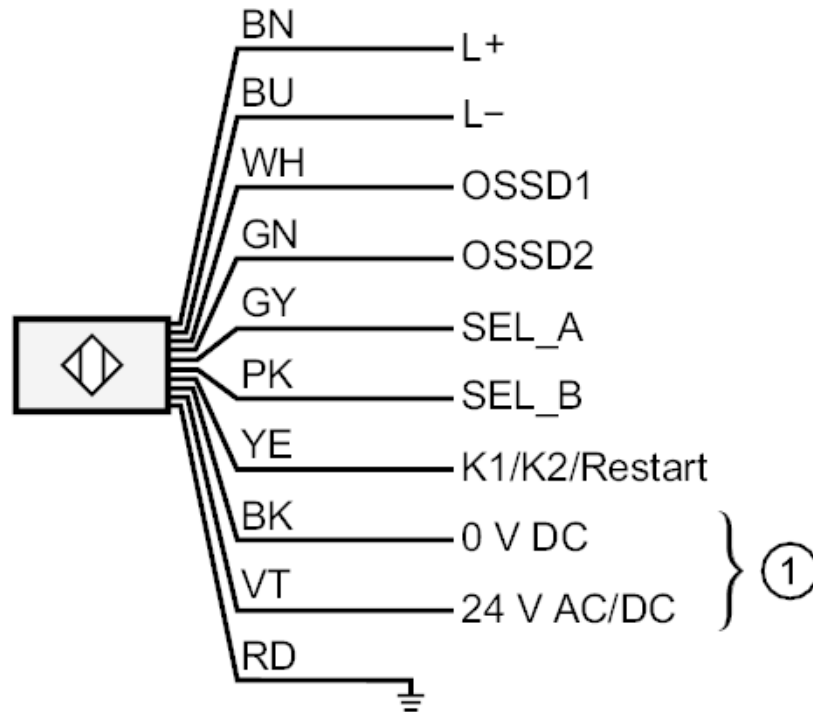 BN L+
BU L−
WH OSSD1
GN OSSD2
GY SEL_A
PK SEL_B
YE K1/K2/Restart
BK 0 V DC
1
VT 24 V AC/DC
RD